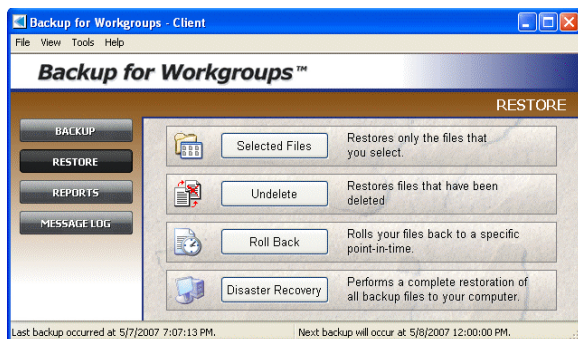 Backup for Workgroups - Client
File View Tools Help
Backup for Workgroups™
RESTORE
BACKUP
RESTORE
REPORTS
MESSAGE LOG
Selected Files
Restores only the files that
you select.
Undelete
Restores files that have been
deleted
Roll Back
Rolls your files back to a specific
point-in-time.
Disaster Recovery
Performs a complete restoration of
all backup files to your computer.
Last backup occurred at 5/7/2007 7:07:13 PM.
Next backup will occur at 5/8/2007 12:00:00 PM.